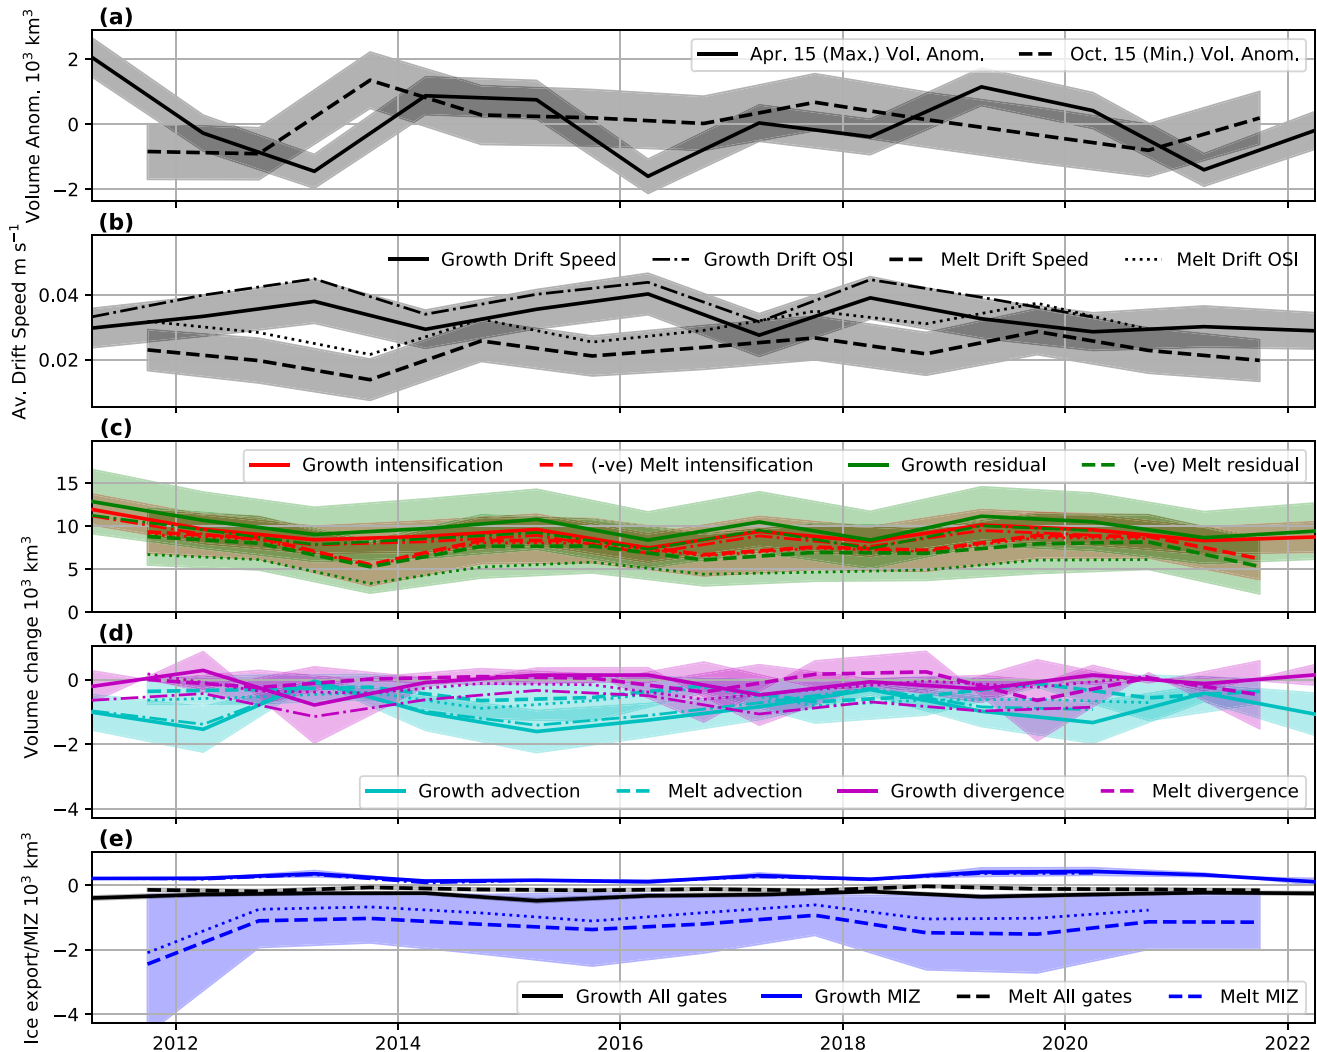 (a)
Volume Anom. 10³ km³
2
0
−2
Apr. 15 (Max.) Vol. Anom.
Oct. 15 (Min.) Vol. Anom.
(b)
Av. Drift Speed m s⁻¹
0.04
0.02
Growth Drift Speed
Growth Drift OSI
Melt Drift Speed
Melt Drift OSI
(c)
Volume change 10³ km³
15
10
5
0
Growth intensification
(-ve) Melt intensification
Growth residual
(-ve) Melt residual
(d)
0
−2
−4
Growth advection
Melt advection
Growth divergence
Melt divergence
(e)
Ice export/MIZ 10³ km³
0
−2
−4
Growth All gates
Growth MIZ
Melt All gates
Melt MIZ
2012
2014
2016
2018
2020
2022